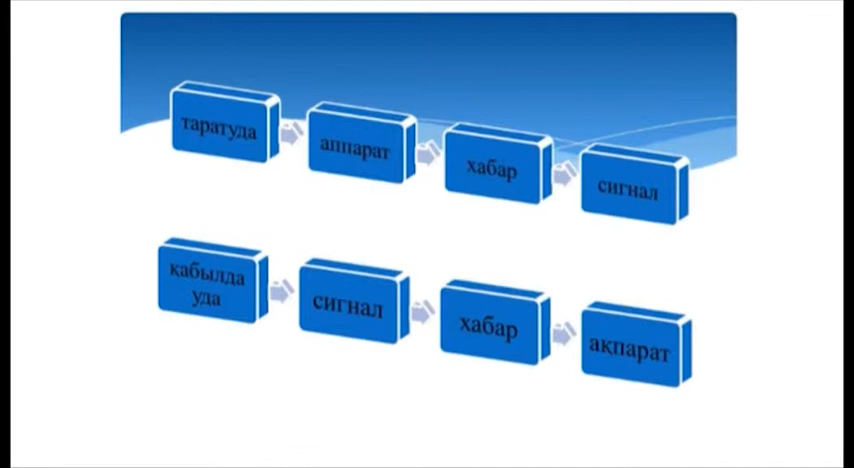 таратуда
аппарат
хабар
сигнал
қабылда
уда
сигнал
хабар
ақпарат